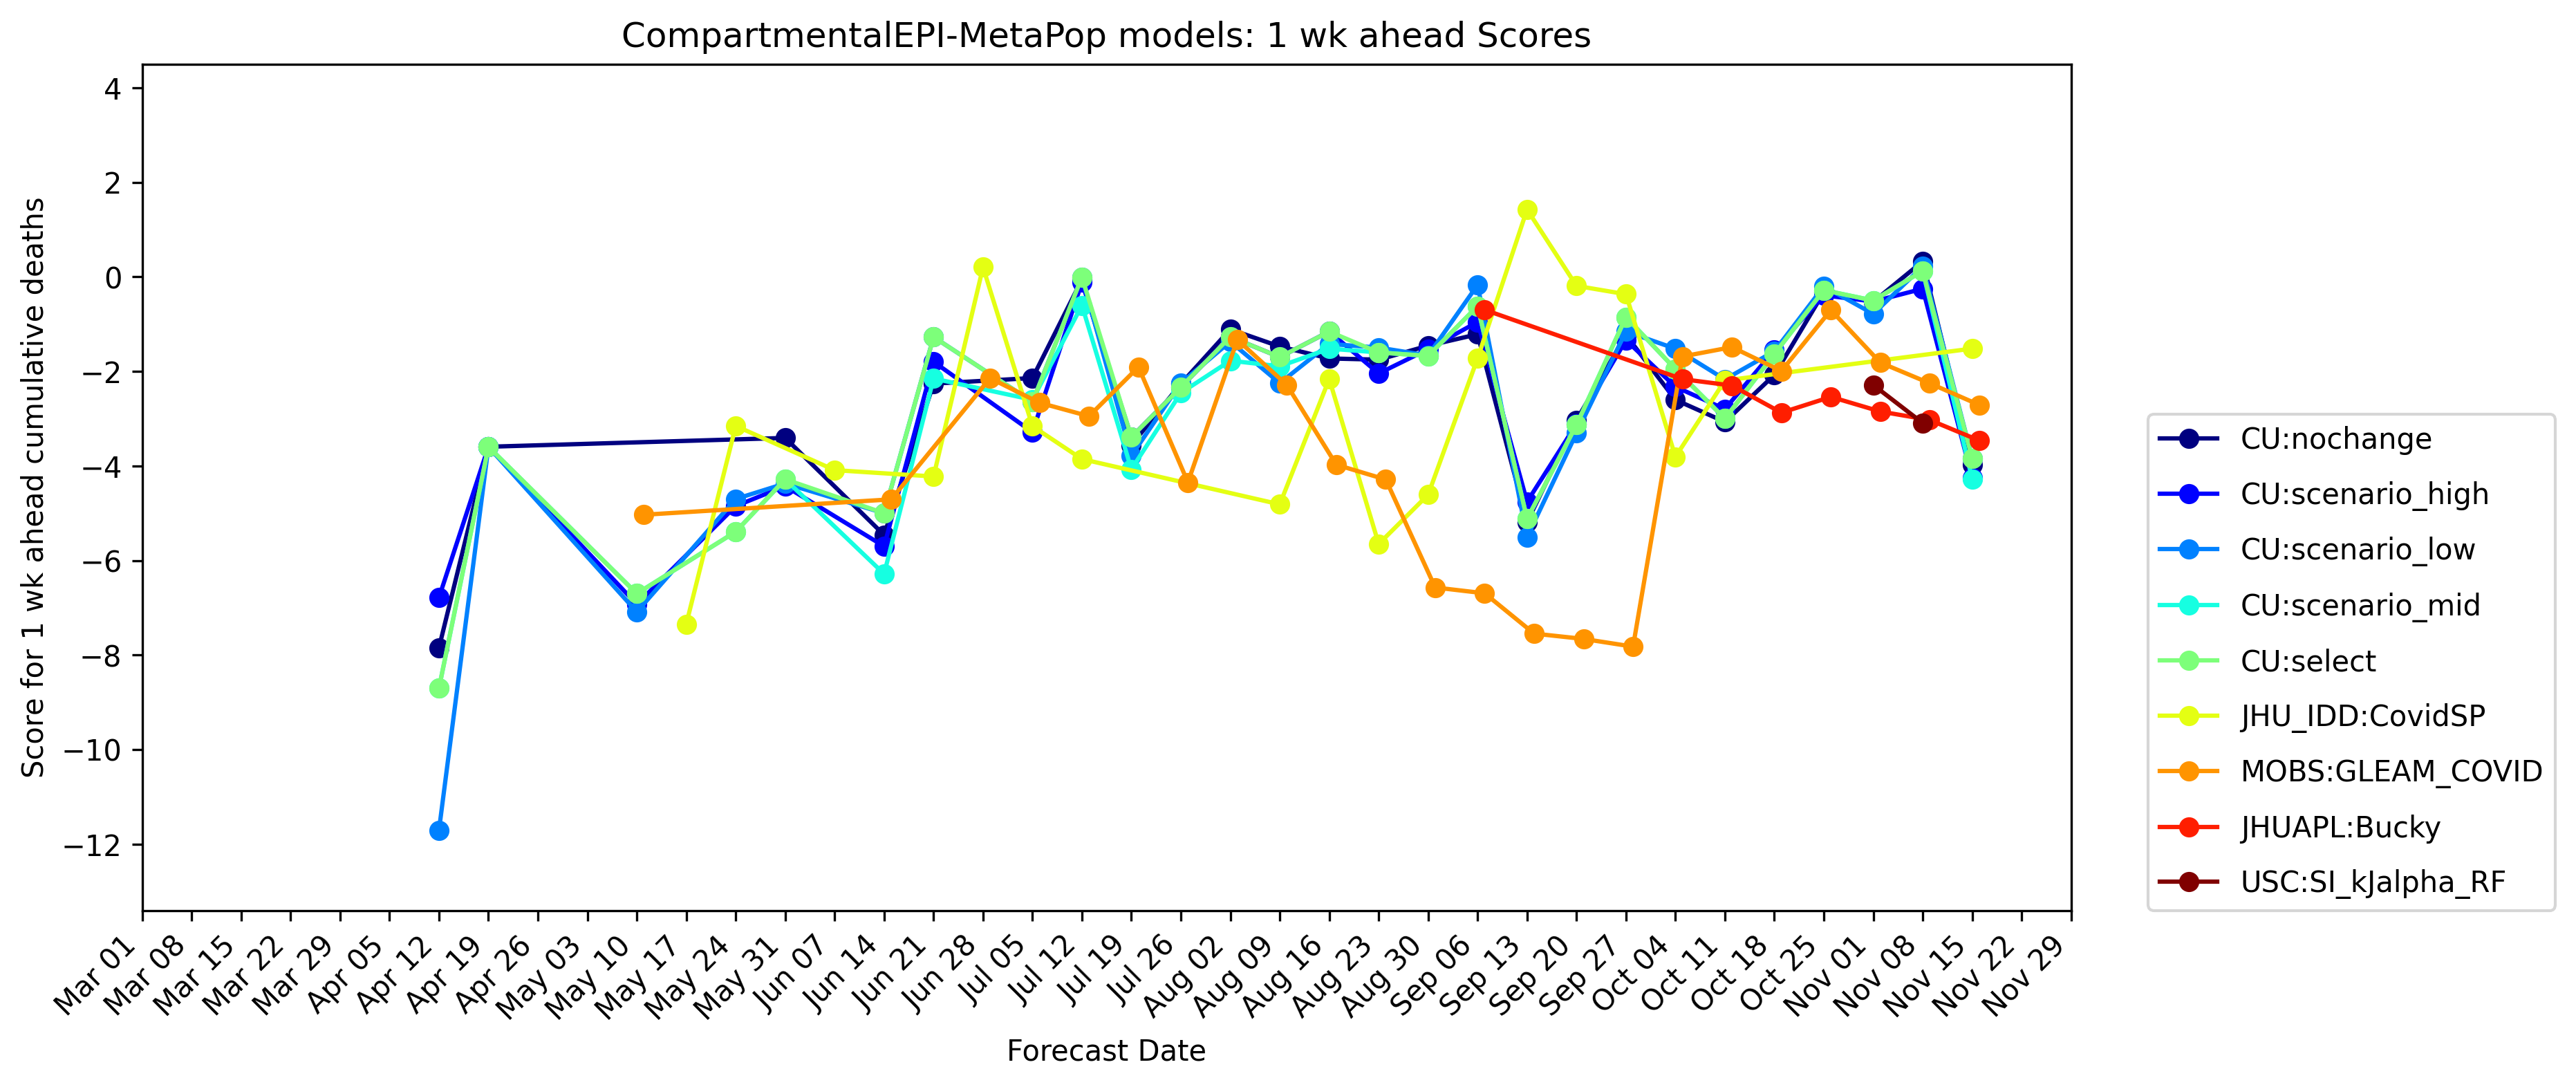 CompartmentalEPI-MetaPop models: 1 wk ahead Scores
Score for 1 wk ahead cumulative deaths
4
2
0
−2
−4
−6
−8
−10
−12
Mar 01
Mar 08
Mar 15
Mar 22
Mar 29
Apr 05
Apr 12
Apr 19
Apr 26
May 03
May 10
May 17
May 24
May 31
Jun 07
Jun 14
Jun 21
Jun 28
Jul 05
Jul 12
Jul 19
Jul 26
Aug 02
Aug 09
Aug 16
Aug 23
Aug 30
Sep 06
Sep 13
Sep 20
Sep 27
Oct 04
Oct 11
Oct 18
Oct 25
Nov 01
Nov 08
Nov 15
Nov 22
Nov 29
Forecast Date
CU:nochange
CU:scenario_high
CU:scenario_low
CU:scenario_mid
CU:select
JHU_IDD:CovidSP
MOBS:GLEAM_COVID
JHUAPL:Bucky
USC:SI_kJalpha_RF